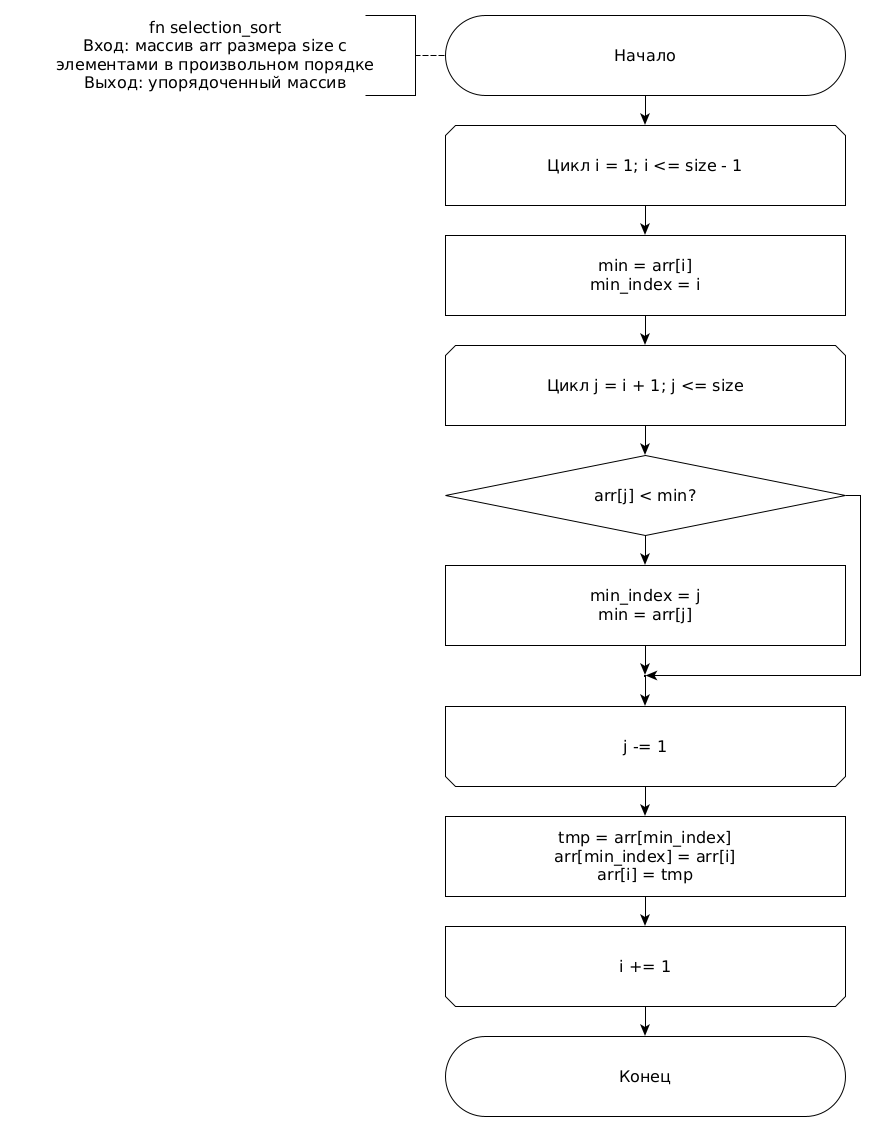 fn selection_sort
Вход: массив arr размера size с
элементами в произвольном порядке
Выход: упорядоченный массив
Начало
Цикл i = 1; i <= size - 1
min = arr[i]
min_index = i
Цикл j = i + 1; j <= size
arr[j] < min?
min_index = j
min = arr[j]
j -= 1
tmp = arr[min_index]
arr[min_index] = arr[i]
arr[i] = tmp
i += 1
Конец